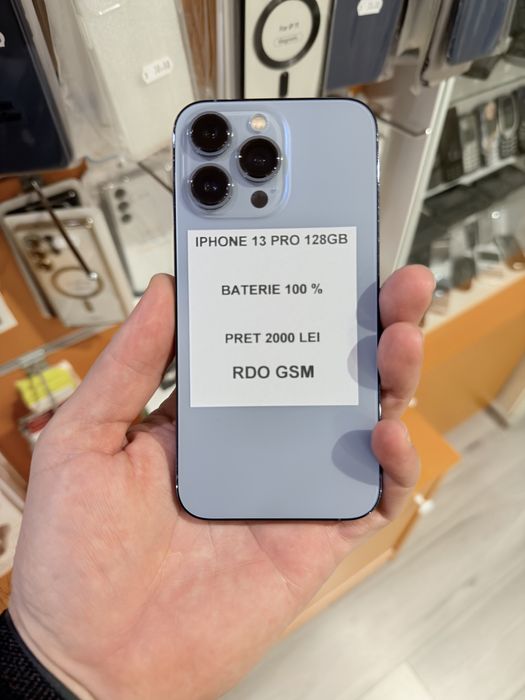 IPHONE 13 PRO 128GB
BATERIE 100 %
PRET 2000 LEI
RDO GSM